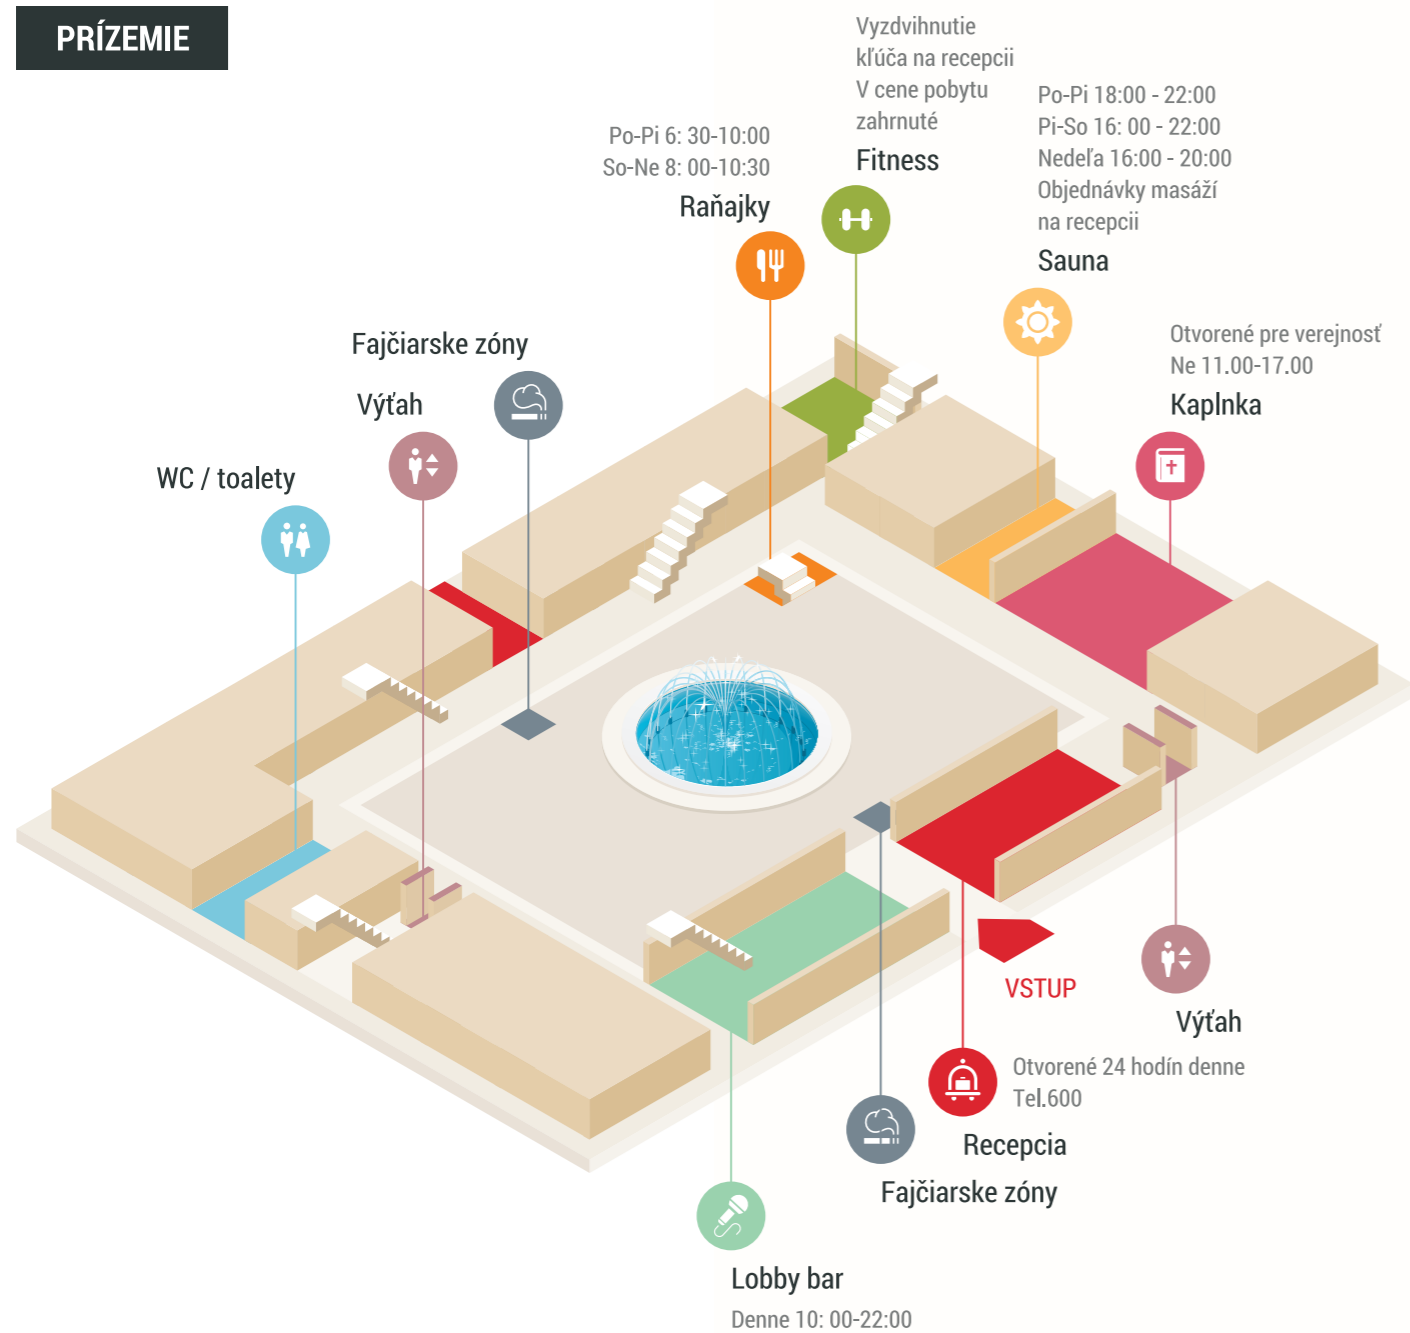 PRÍZEMIE
Vyzdvihnutie
kľúča na recepcii
V cene pobytu
zahrnuté
Fitness
Po-Pi 18:00 - 22:00
Pi-So 16: 00 - 22:00
Nedeľa 16:00 - 20:00
Objednávky masáží
na recepcii
Sauna
Po-Pi 6: 30-10:00
So-Ne 8: 00-10:30
Raňajky
Otvorené pre verejnosť
Ne 11.00-17.00
Kaplnka
Fajčiarske zóny
Výťah
WC / toalety
VSTUP
Výťah
Otvorené 24 hodín denne
Tel.600
Recepcia
Fajčiarske zóny
Lobby bar
Denne 10: 00-22:00